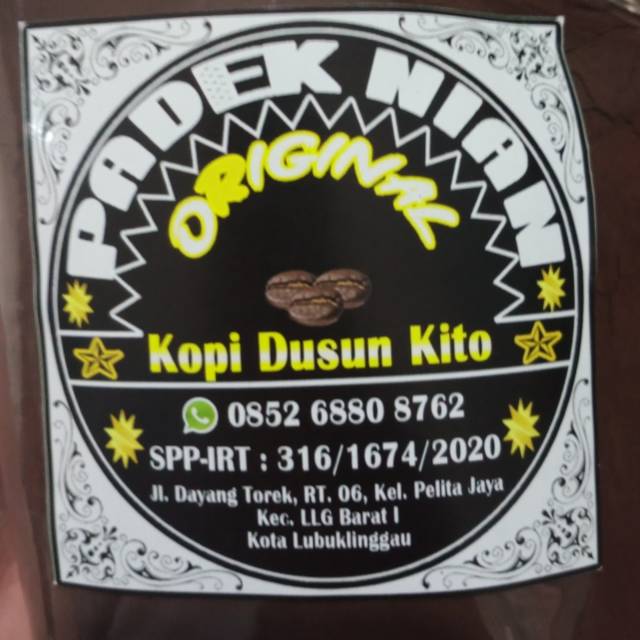 PADEK NIAN
ORIGINAL
Kopi Dusun Kito
0852 6880 8762
SPP-IRT : 316/1674/2020
Jl. Dayang Torek, RT. 06, Kel. Pelita Jaya
Kec. LLG Barat I
Kota Lubuklinggau